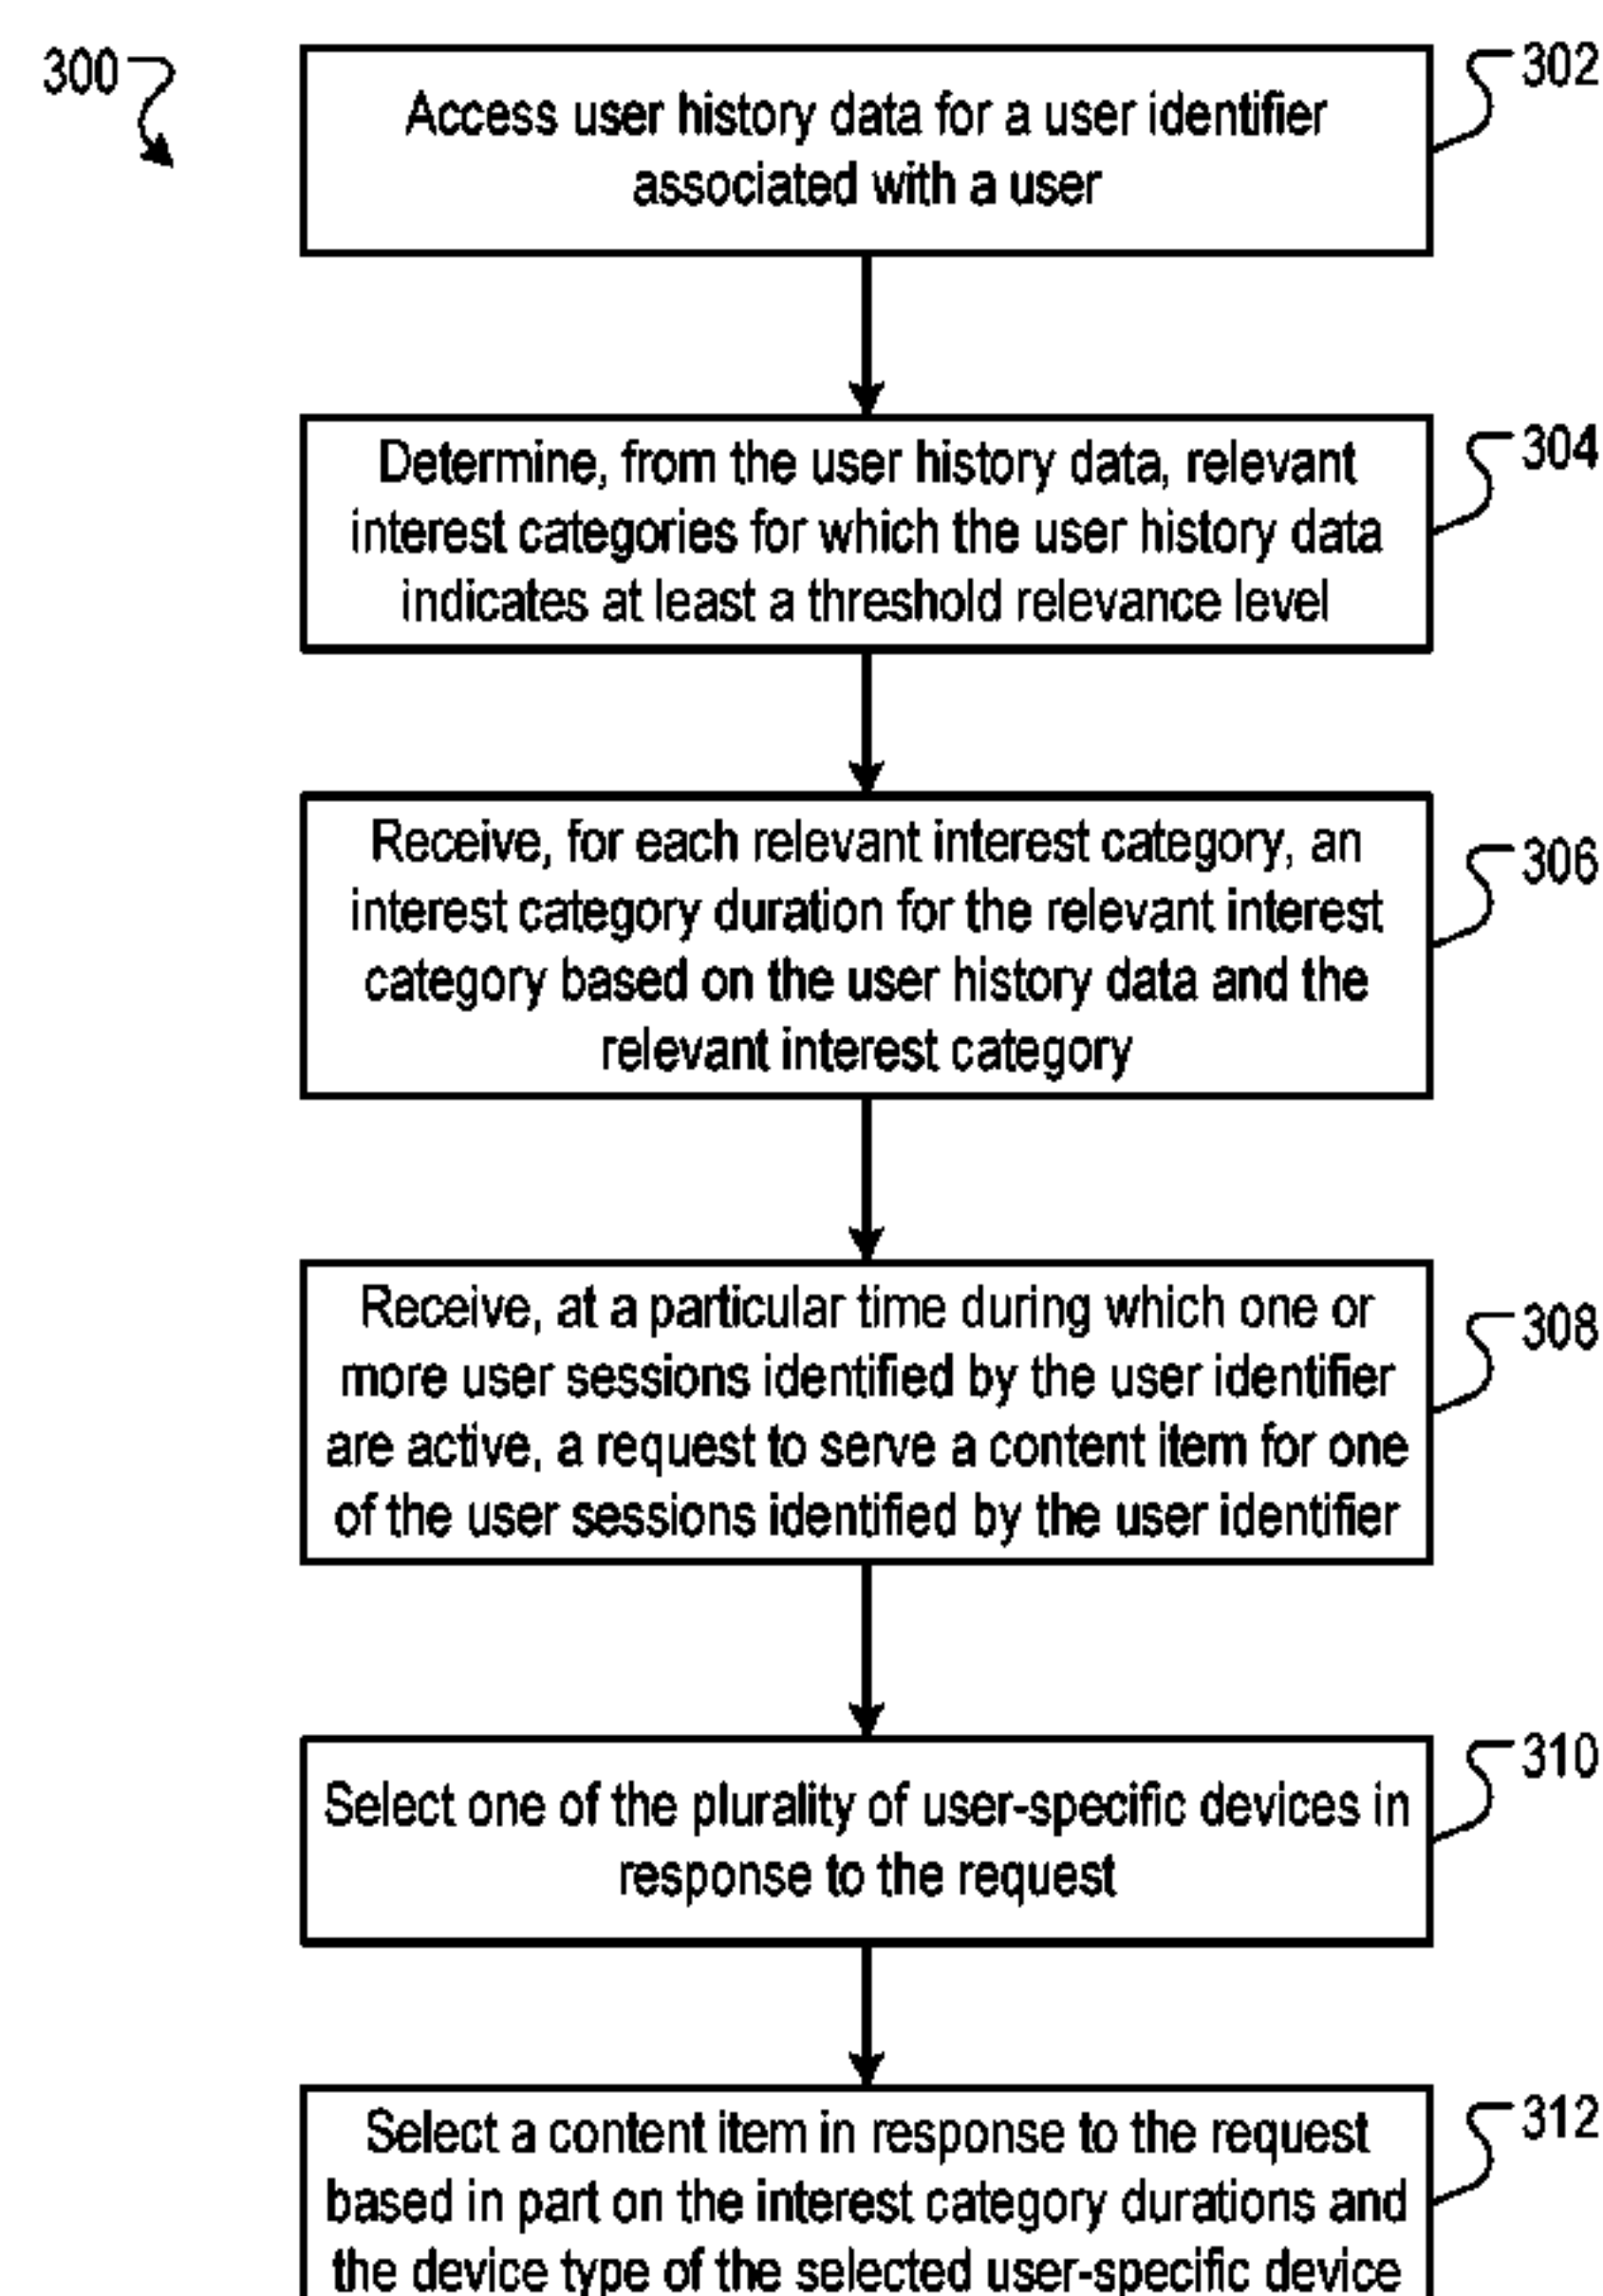 300
302
Access user history data for a user identifier
associated with a user
304
Determine, from the user history data, relevant
interest categories for which the user history data
indicates at least a threshold relevance level
306
Receive, for each relevant interest category, an
interest category duration for the relevant interest
category based on the user history data and the
relevant interest category
308
Receive, at a particular time during which one or
more user sessions identified by the user identifier
are active, a request to serve a content item for one
of the user sessions identified by the user identifier
310
Select one of the plurality of user-specific devices in
response to the request
312
Select a content item in response to the request
based in part on the interest category durations and
the device type of the selected user-specific device